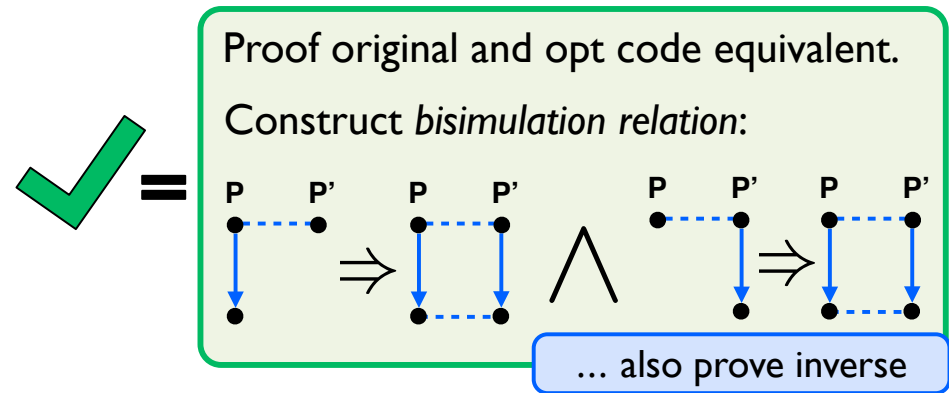 Proof original and opt code equivalent.
Construct bisimulation relation:
=
P P' P P' P P' P P'
⇒ ∧ ⇒
... also prove inverse